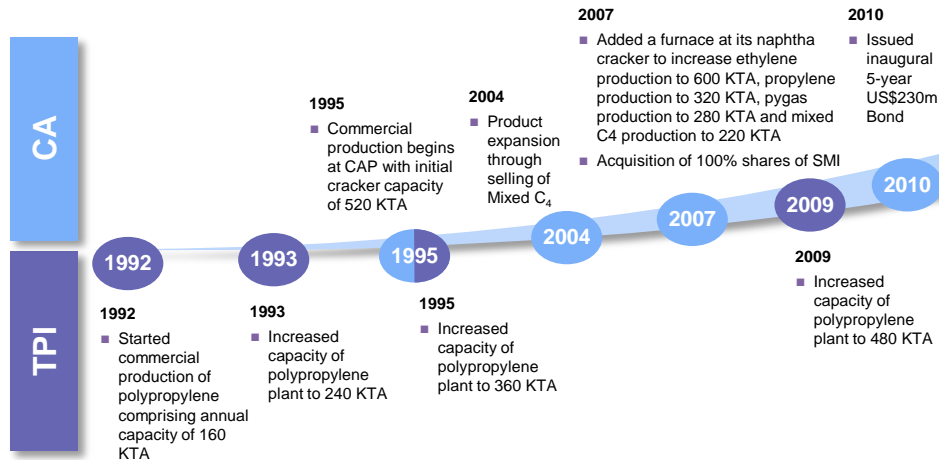 CA
TPI
1992
1993
1995
2004
2007
2009
2010
1995
■ Commercial
production begins
at CAP with initial
cracker capacity
of 520 KTA
2004
■ Product
expansion
through
selling of
Mixed C₄
2007
■ Added a furnace at its naphtha
cracker to increase ethylene
production to 600 KTA, propylene
production to 320 KTA, pygas
production to 280 KTA and mixed
C4 production to 220 KTA
■ Acquisition of 100% shares of SMI
2010
■ Issued
inaugural
5-year
US$230m
Bond
1992
■ Started
commercial
production of
polypropylene
comprising annual
capacity of 160
KTA
1993
■ Increased
capacity of
polypropylene
plant to 240 KTA
1995
■ Increased
capacity of
polypropylene
plant to 360 KTA
2009
■ Increased
capacity of
polypropylene
plant to 480 KTA